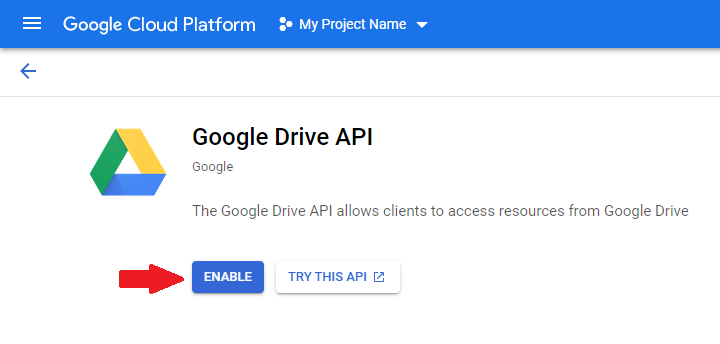 Google Cloud Platform My Project Name
Google Drive API
Google
The Google Drive API allows clients to access resources from Google Drive
ENABLE TRY THIS API